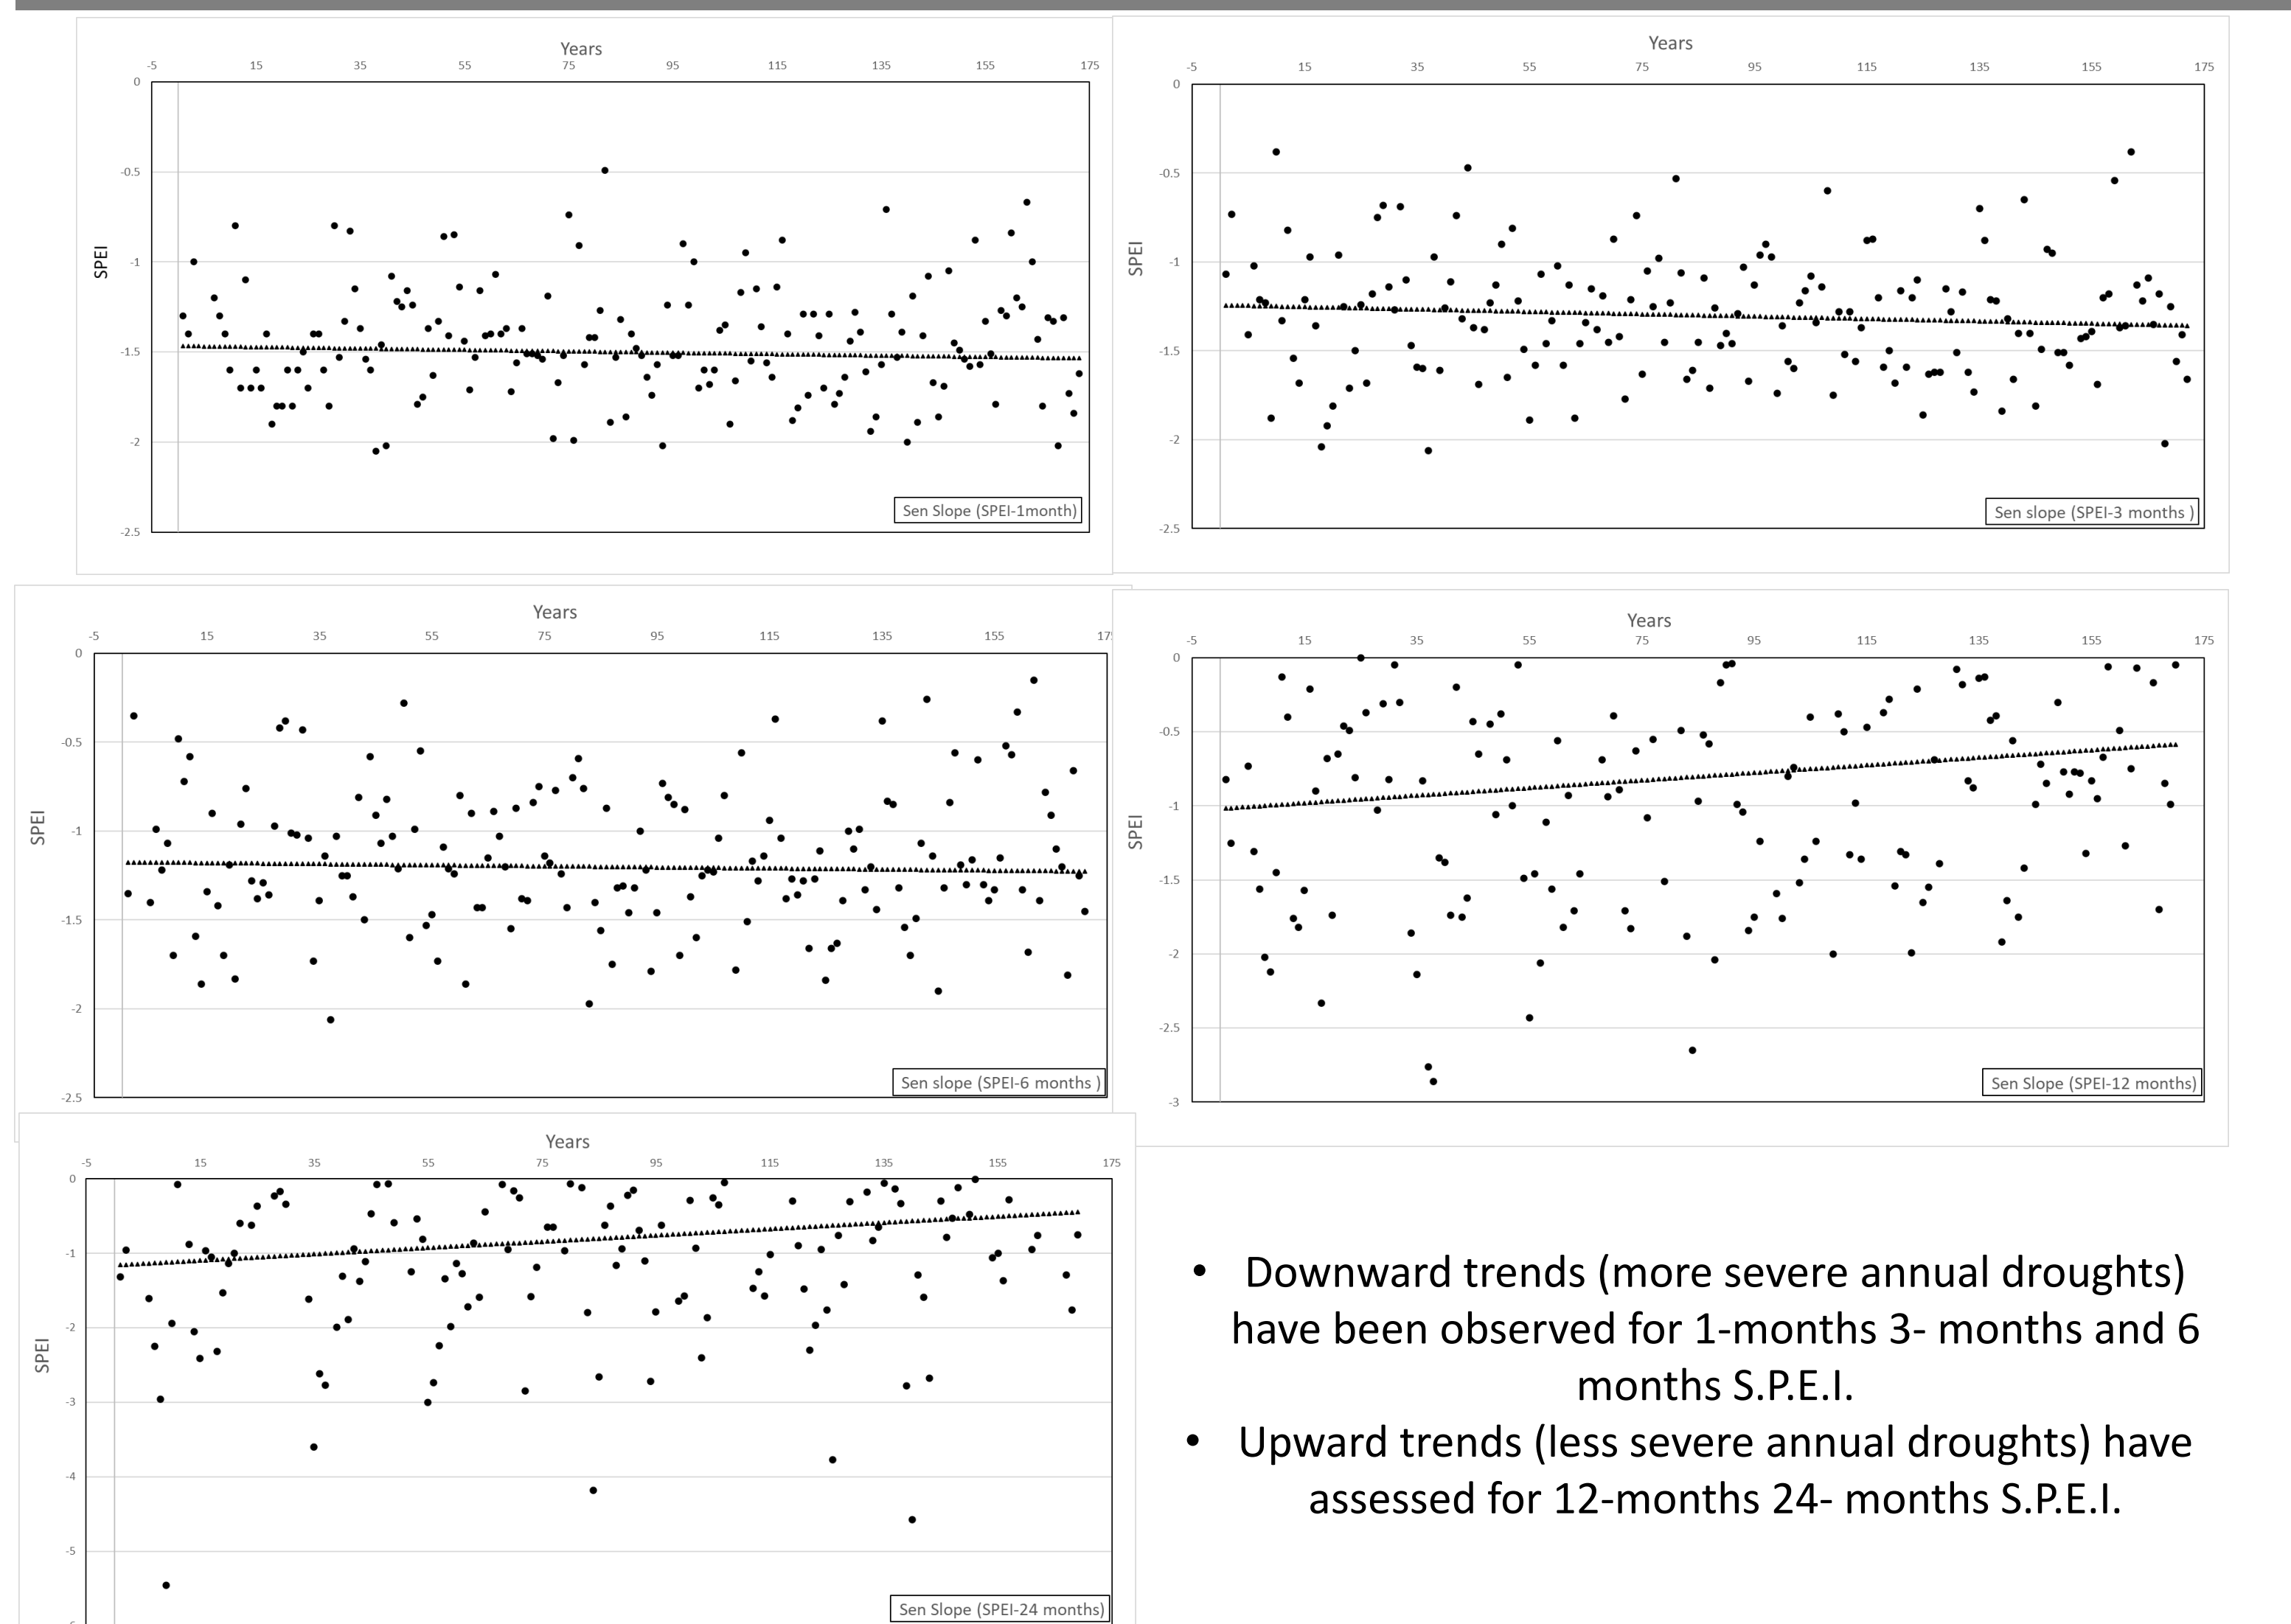 Years
-5 15 35 55 75 95 115 135 155 175
0
-0.5
-1
-1.5
-2
-2.5
SPEI
Sen Slope (SPEI-1month)
Years
-5 15 35 55 75 95 115 135 155 175
0
-0.5
-1
-1.5
-2
-2.5
SPEI
Sen slope (SPEI-3 months )
Years
-5 15 35 55 75 95 115 135 155
0
-0.5
-1
-1.5
-2
-2.5
SPEI
Sen slope (SPEI-6 months )
Years
-5 15 35 55 75 95 115 135 155 175
0
-0.5
-1
-1.5
-2
-2.5
-3
SPEI
Sen Slope (SPEI-12 months)
Years
-5 15 35 55 75 95 115 135 155 175
0
-1
-2
-3
-4
-5
SPEI
Sen Slope (SPEI-24 months)
• Downward trends (more severe annual droughts)
have been observed for 1-months 3- months and 6
months S.P.E.I.
• Upward trends (less severe annual droughts) have
assessed for 12-months 24- months S.P.E.I.